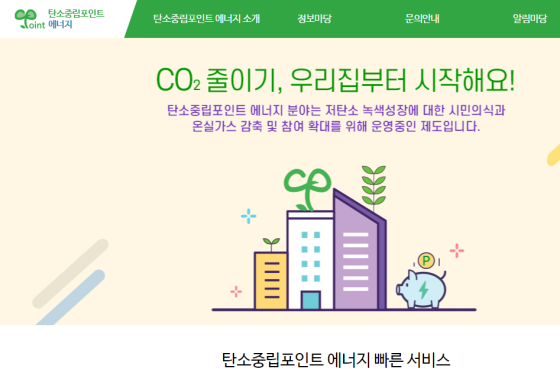 탄소중립포인트
Point 에너지
탄소중립포인트 에너지 소개 정보마당 문의안내 알림마당
CO2 줄이기, 우리집부터 시작해요!
탄소중립포인트 에너지 분야는 저탄소 녹색성장에 대한 시민의식과
온실가스 감축 및 참여 확대를 위해 운영중인 제도입니다.
P
탄소중립포인트 에너지 빠른 서비스